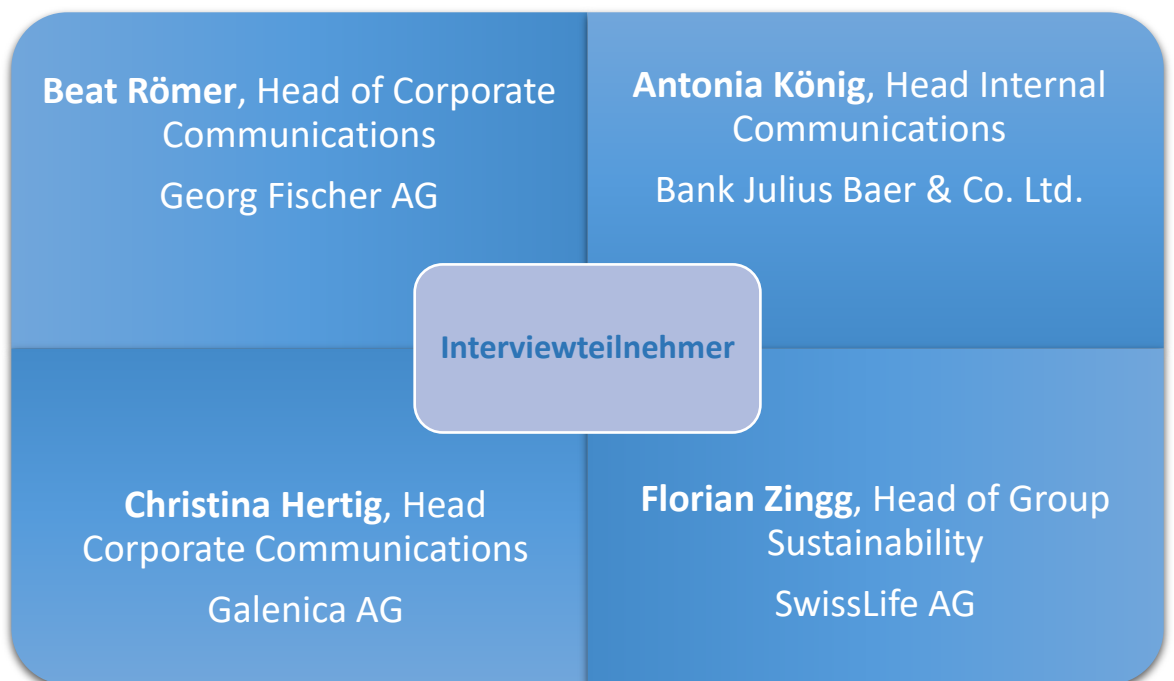 Beat Römer, Head of Corporate
Communications
Georg Fischer AG
Antonia König, Head Internal
Communications
Bank Julius Baer & Co. Ltd.
Interviewteilnehmer
Christina Hertig, Head
Corporate Communications
Galenica AG
Florian Zingg, Head of Group
Sustainability
SwissLife AG